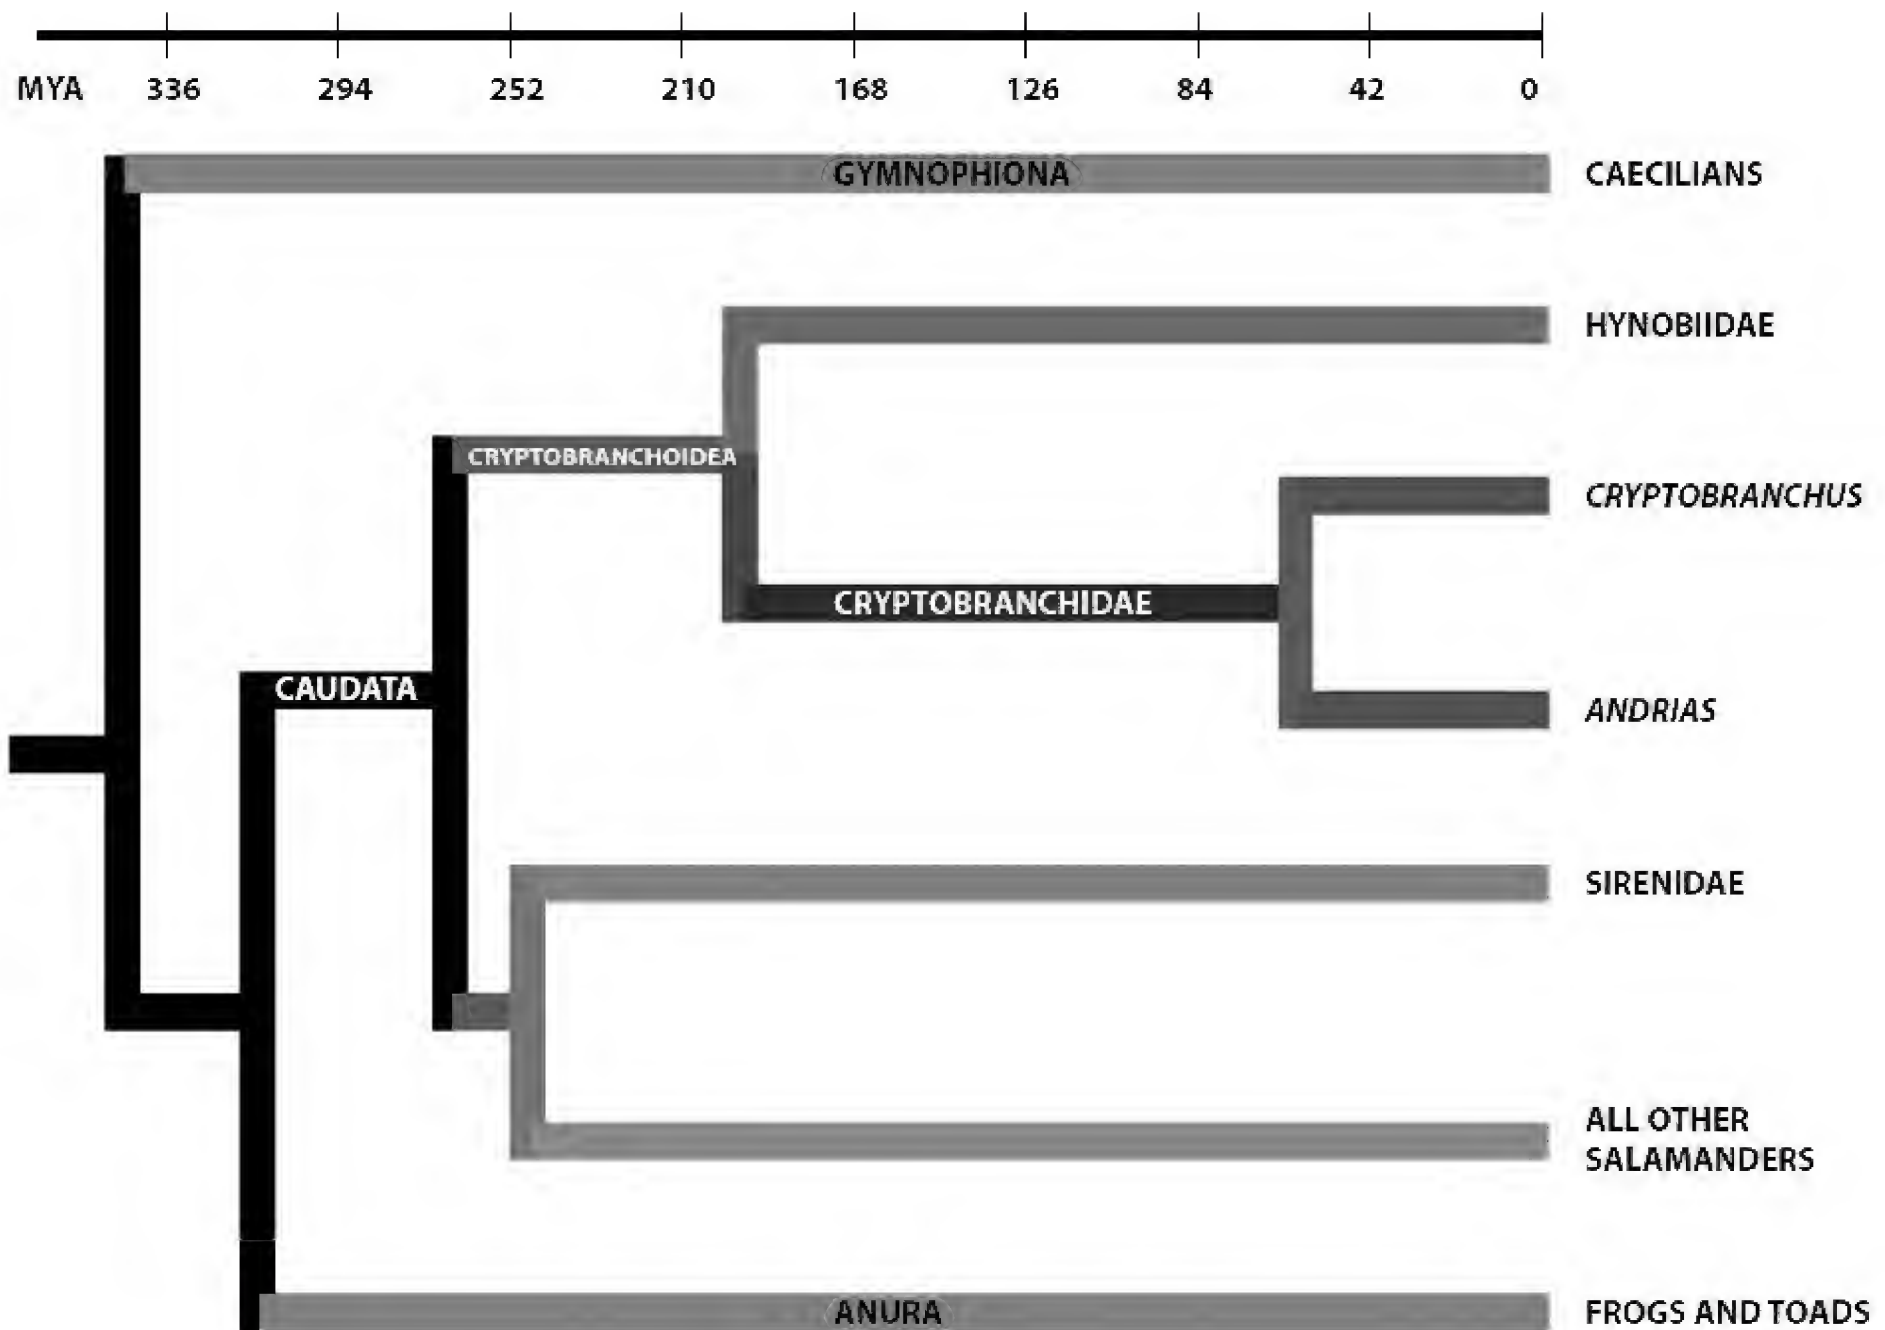 MYA 336 294 252 210 168 126 84 42 0
GYMNOPHIONA CAECILIANS
HYNOBIIDAE
CRYPTOBRANCHOIDEA
CRYPTOBRANCHUS
CRYPTOBRANCHIDAE
CAUDATA
ANDRIAS
SIRENIDAE
ALL OTHER
SALAMANDERS
ANURA FROGS AND TOADS